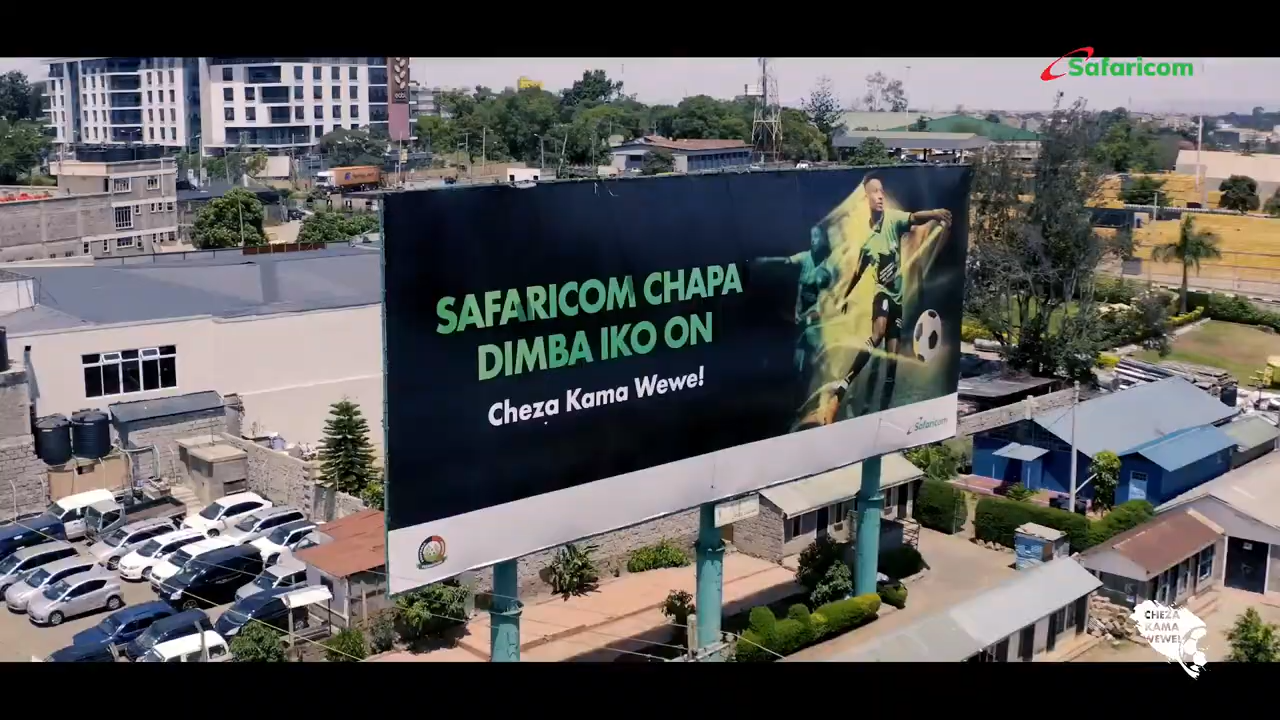 Safaricom
SAFARICOM CHAPA
DIMBA IKO ON
Cheza Kama Wewe!
Safaricom
CHEZA
KAMA
WEWE!